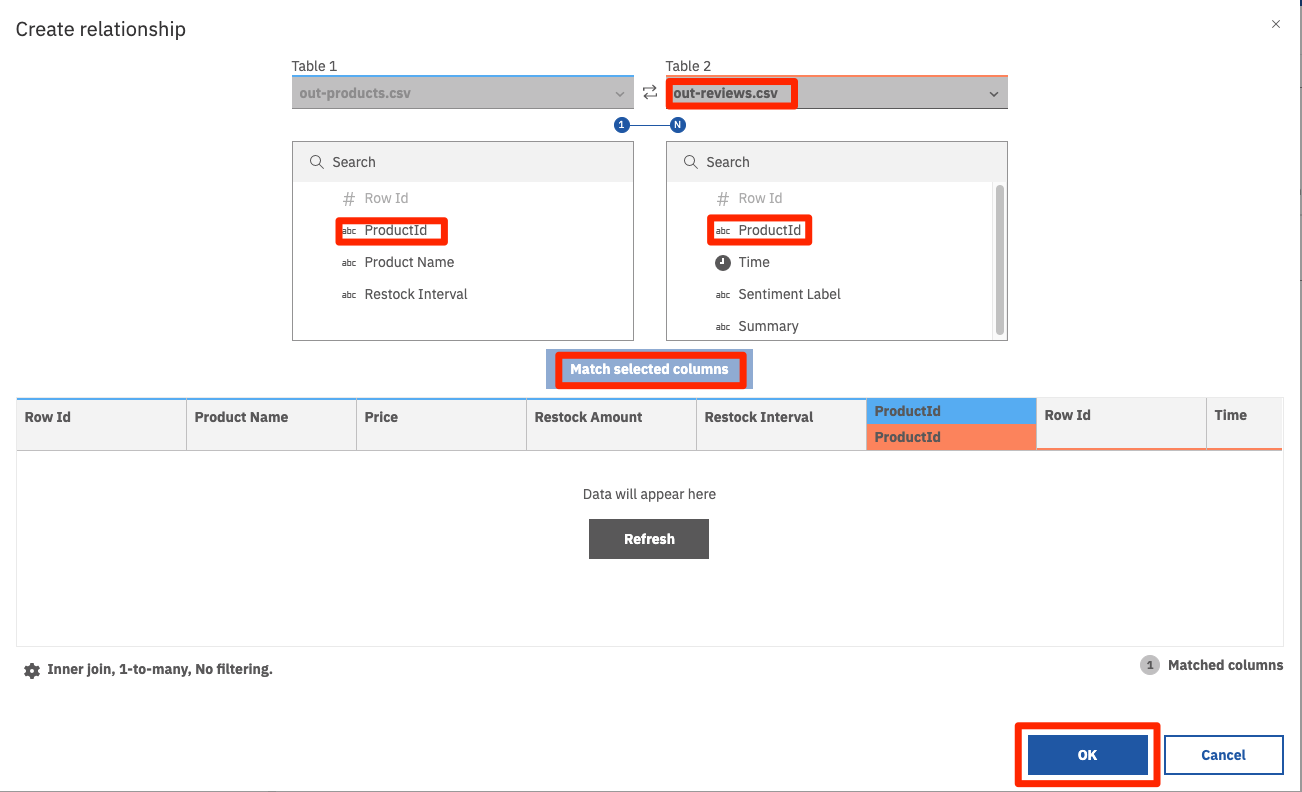 Create relationship
Table 1
Table 2
out-products.csv
out-reviews.csv
1
N
Search
Search
# Row Id
# Row Id
abc ProductId
abc ProductId
abc Product Name
Time
abc Restock Interval
abc Sentiment Label
abc Summary
Match selected columns
Row Id
Product Name
Price
Restock Amount
Restock Interval
ProductId
ProductId
Row Id
Time
Data will appear here
Refresh
Inner join, 1-to-many, No filtering.
1 Matched columns
OK
Cancel